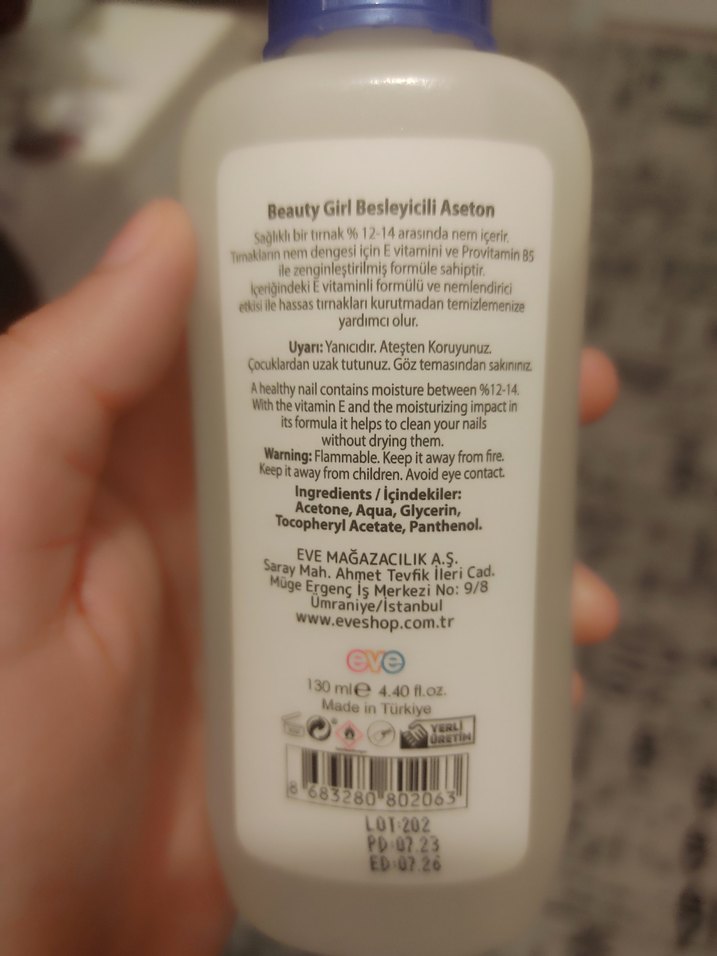 Beauty Girl Besleyicili Aseton
Sağlıklı bir tırnak % 12-14 arasında nem içerir.
Tırnakların nem dengesi için E vitamini ve Provitamin B5
ile zenginleştirilmiş formüle sahiptir.
İçeriğindeki E vitaminli formülü ve nemlendirici
etkisi ile hassas tırnakları kurutmadan temizlemenize
yardımcı olur.
Uyarı: Yanıcıdır. Ateşten Koruyunuz.
Çocuklardan uzak tutunuz. Göz temasından sakınınız.
A healthy nail contains moisture between %12-14.
With the vitamin E and the moisturizing impact in
its formula it helps to clean your nails
without drying them.
Warning: Flammable. Keep it away from fire.
Keep it away from children. Avoid eye contact.
Ingredients / İçindekiler:
Acetone, Aqua, Glycerin,
Tocopheryl Acetate, Panthenol.
EVE MAĞAZACILIK A.Ş.
Saray Mah. Ahmet Tevfik İleri Cad.
Müge Ergenç İş Merkezi No: 9/8
Ümraniye/İstanbul
www.eveshop.com.tr
eve
130 ml e 4.40 fl.oz.
Made in Türkiye
YERLİ
ÜRETİM
8 683280 802063
LOT:202
PD:07.23
ED:07.26